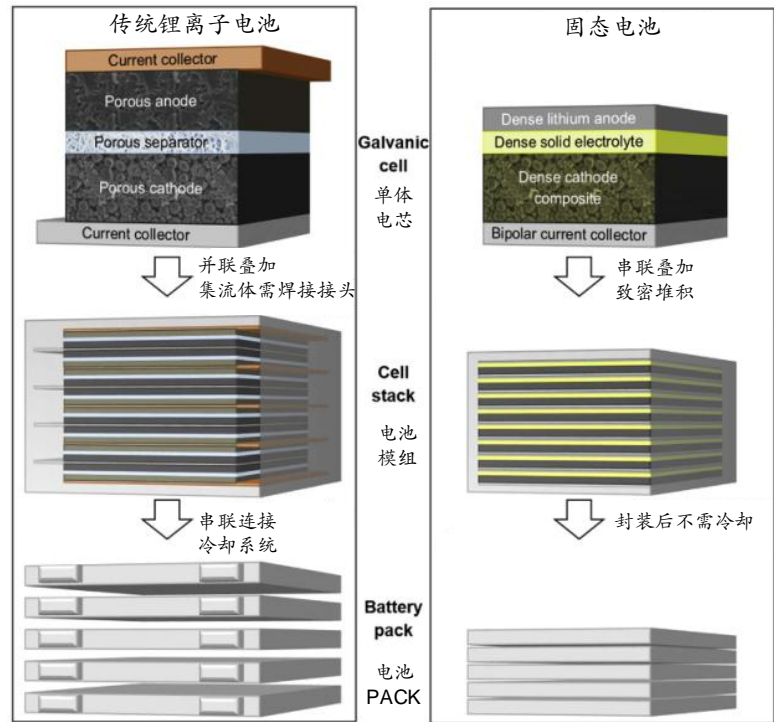 传统锂离子电池
Current collector
Porous anode
Porous separator
Porous cathode
Current collector
并联叠加
集流体需焊接接头
串联连接
冷却系统
Galvanic
cell
单体
电芯
Cell
stack
电池
模组
Battery
pack
电池
PACK
固态电池
Dense lithium anode
Dense solid electrolyte
Dense cathode
composite
Bipolar current collector
串联叠加
致密堆积
封装后不需冷却